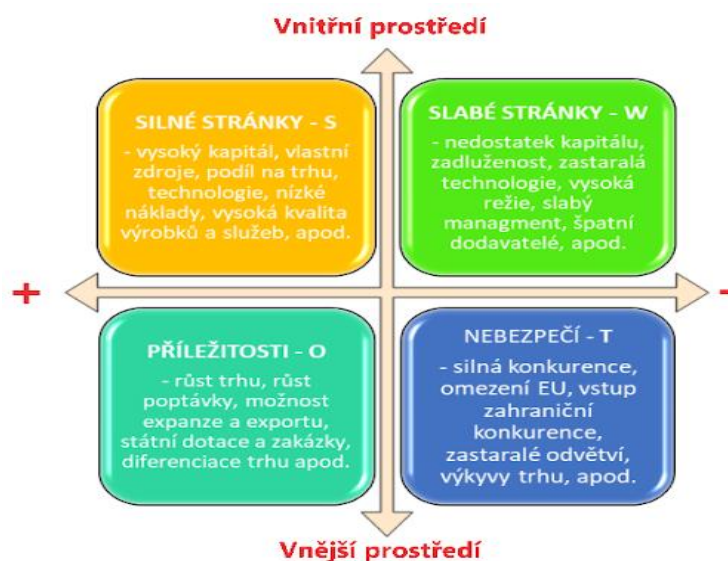 Vnitřní prostředí
SILNÉ STRÁNKY - S
- vysoký kapitál, vlastní
zdroje, podíl na trhu,
technologie, nízké
náklady, vysoká kvalita
výrobků a služeb, apod.
SLABÉ STRÁNKY - W
- nedostatek kapitálu,
zadluženost, zastaralá
technologie, vysoká
režie, slabý
managment, špatní
dodavatelé, apod.
+
-
PŘÍLEŽITOSTI - O
- růst trhu, růst
poptávky, možnost
expanze a exportu,
státní dotace a zakázky,
diferenciace trhu apod.
NEBEZPEČÍ - T
- silná konkurence,
omezení EU, vstup
zahraniční
konkurence,
zastaralé odvětví,
výkyvy trhu, apod.
Vnější prostředí